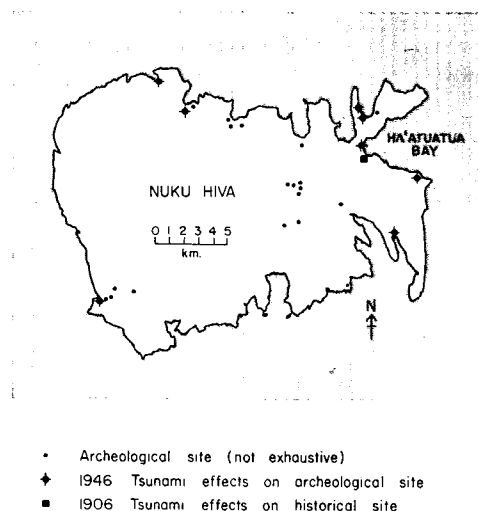 HA'ATUATUA
BAY
NUKU HIVA
0 1 2 3 4 5
km.
N
Archeological site (not exhaustive)
1946 Tsunami effects on archeological site
1906 Tsunami effects on historical site